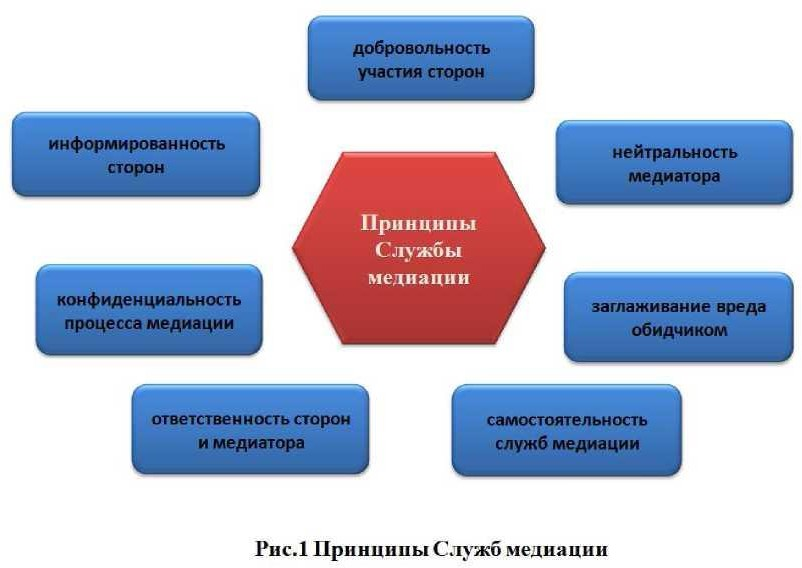 добровольность
участия сторон
информированность
сторон
нейтральность
медиатора
Принципы
Службы
медиации
конфиденциальность
процесса медиации
заглаживание вреда
обидчиком
ответственность сторон
и медиатора
самостоятельность
служб медиации
Рис.1 Принципы Служб медиации